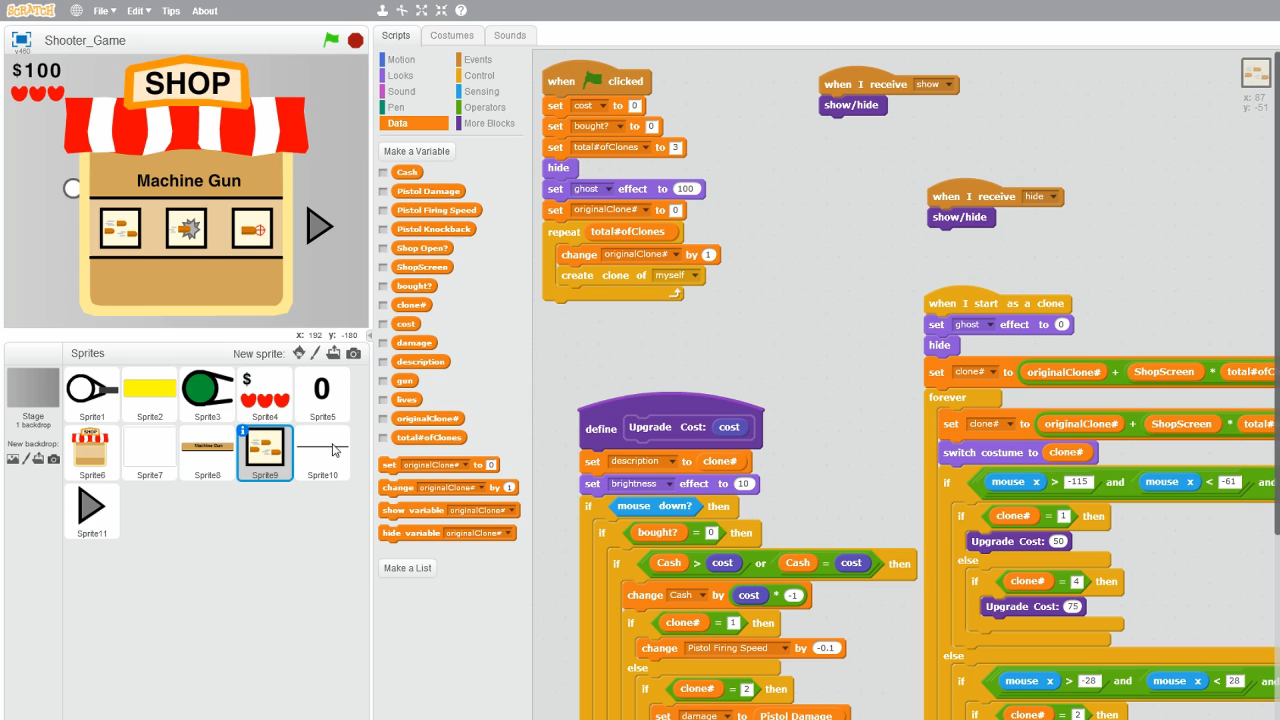 SCRATCH File Edit Tips About
v460 Shooter_Game
$100
SHOP
Machine Gun
x: 192 y: -180
Sprites New sprite:
Stage
1 backdrop
New backdrop:
Sprite1 Sprite2 Sprite3 $ Sprite4 0 Sprite5
Sprite6 Sprite7 Machine Gun Sprite8 Sprite9 Sprite10
Sprite11
Scripts Costumes Sounds
Motion Events
Looks Control
Sound Sensing
Pen Operators
Data More Blocks
Make a Variable
Cash
Pistol Damage
Pistol Firing Speed
Pistol Knockback
Shop Open?
ShopScreen
bought?
clone#
cost
damage
description
gun
lives
originalClone#
total#ofClones
set originalClone# to 0
change originalClone# by 1
show variable originalClone#
hide variable originalClone#
Make a List
when clicked
set cost to 0
set bought? to 0
set total#ofClones to 3
hide
set ghost effect to 100
set originalClone# to 0
repeat total#ofClones
change originalClone# by 1
create clone of myself
define Upgrade Cost: cost
set description to clone#
set brightness effect to 10
if mouse down? then
if bought? = 0 then
if Cash > cost or Cash = cost then
change Cash by cost * -1
if clone# = 1 then
change Pistol Firing Speed by -0.1
else
if clone# = 2 then
set damage to Pistol Damage
when I receive show
show/hide
when I receive hide
show/hide
when I start as a clone
set ghost effect to 0
hide
set clone# to originalClone# + ShopScreen * total#of
forever
set clone# to originalClone# + ShopScreen * total#
switch costume to clone#
if mouse x > -115 and mouse x < -61 and
if clone# = 1 then
Upgrade Cost: 50
else
if clone# = 4 then
Upgrade Cost: 75
else
if mouse x > -28 and mouse x < 28 and
if clone# = 2 then
x: 87
y: -51